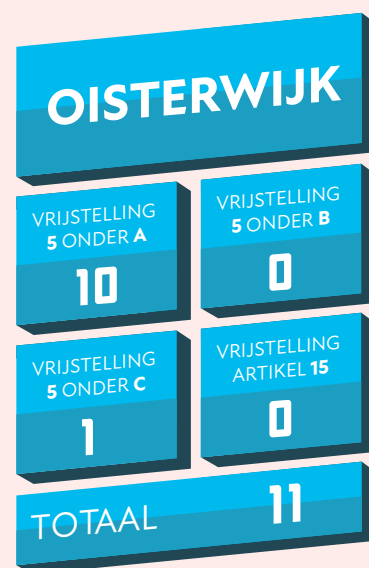 OISTERWIJK
VRIJSTELLING
5 ONDER A
10
VRIJSTELLING
5 ONDER B
0
VRIJSTELLING
5 ONDER C
1
VRIJSTELLING
ARTIKEL 15
0
TOTAAL 11